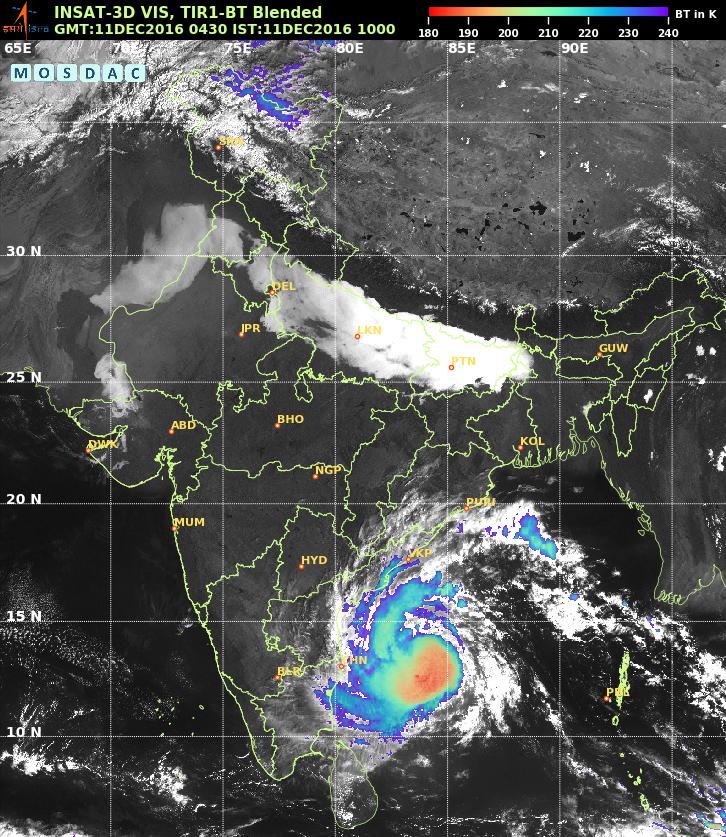 INSAT-3D VIS, TIR1-BT Blended
GMT:11DEC2016 0430 IST:11DEC2016 1000
BT in K
180 190 200 210 220 230 240
65E 70E 75E 80E 85E 90E
M O S D A C
SRN
30 N
DEL
JPR
LKN
GUW
PTN
25 N
BHO
ABD
KOL
DWK
NGP
20 N
PURI
MUM
VKP
HYD
15 N
CHN
BLR
PBL
10 N